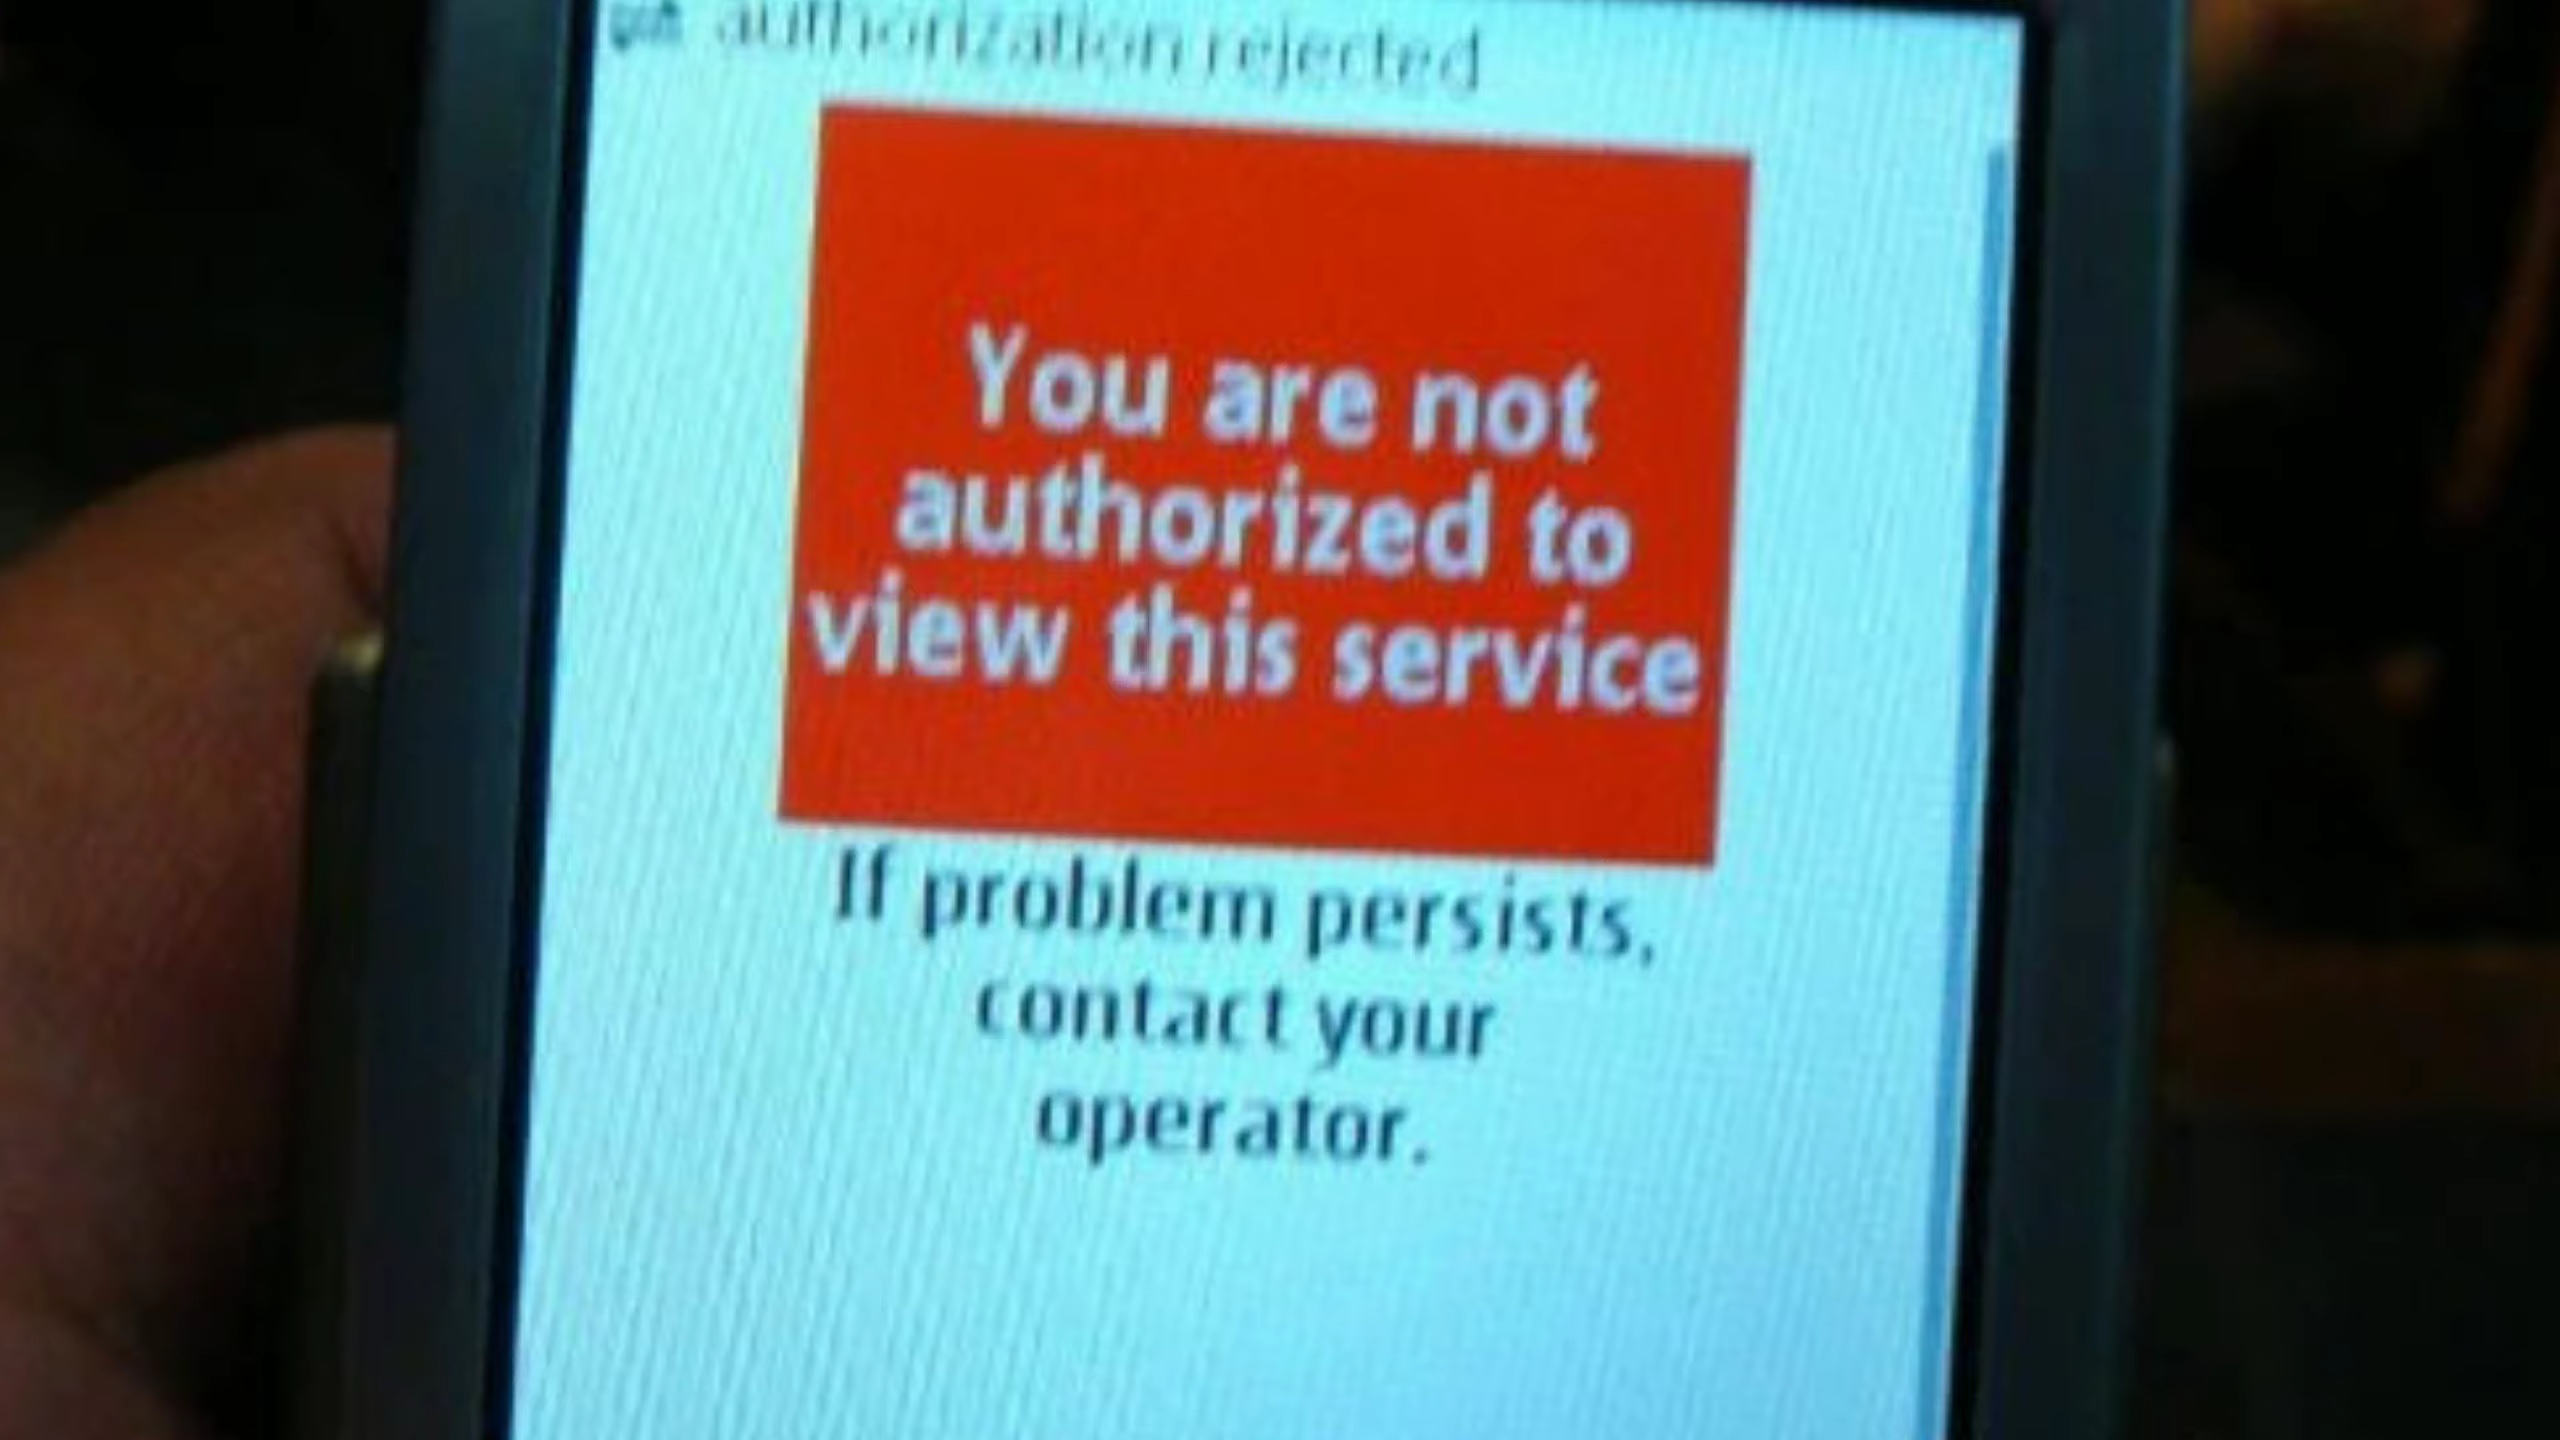 authorization rejected
You are not
authorized to
view this service
If problem persists,
contact your
operator.